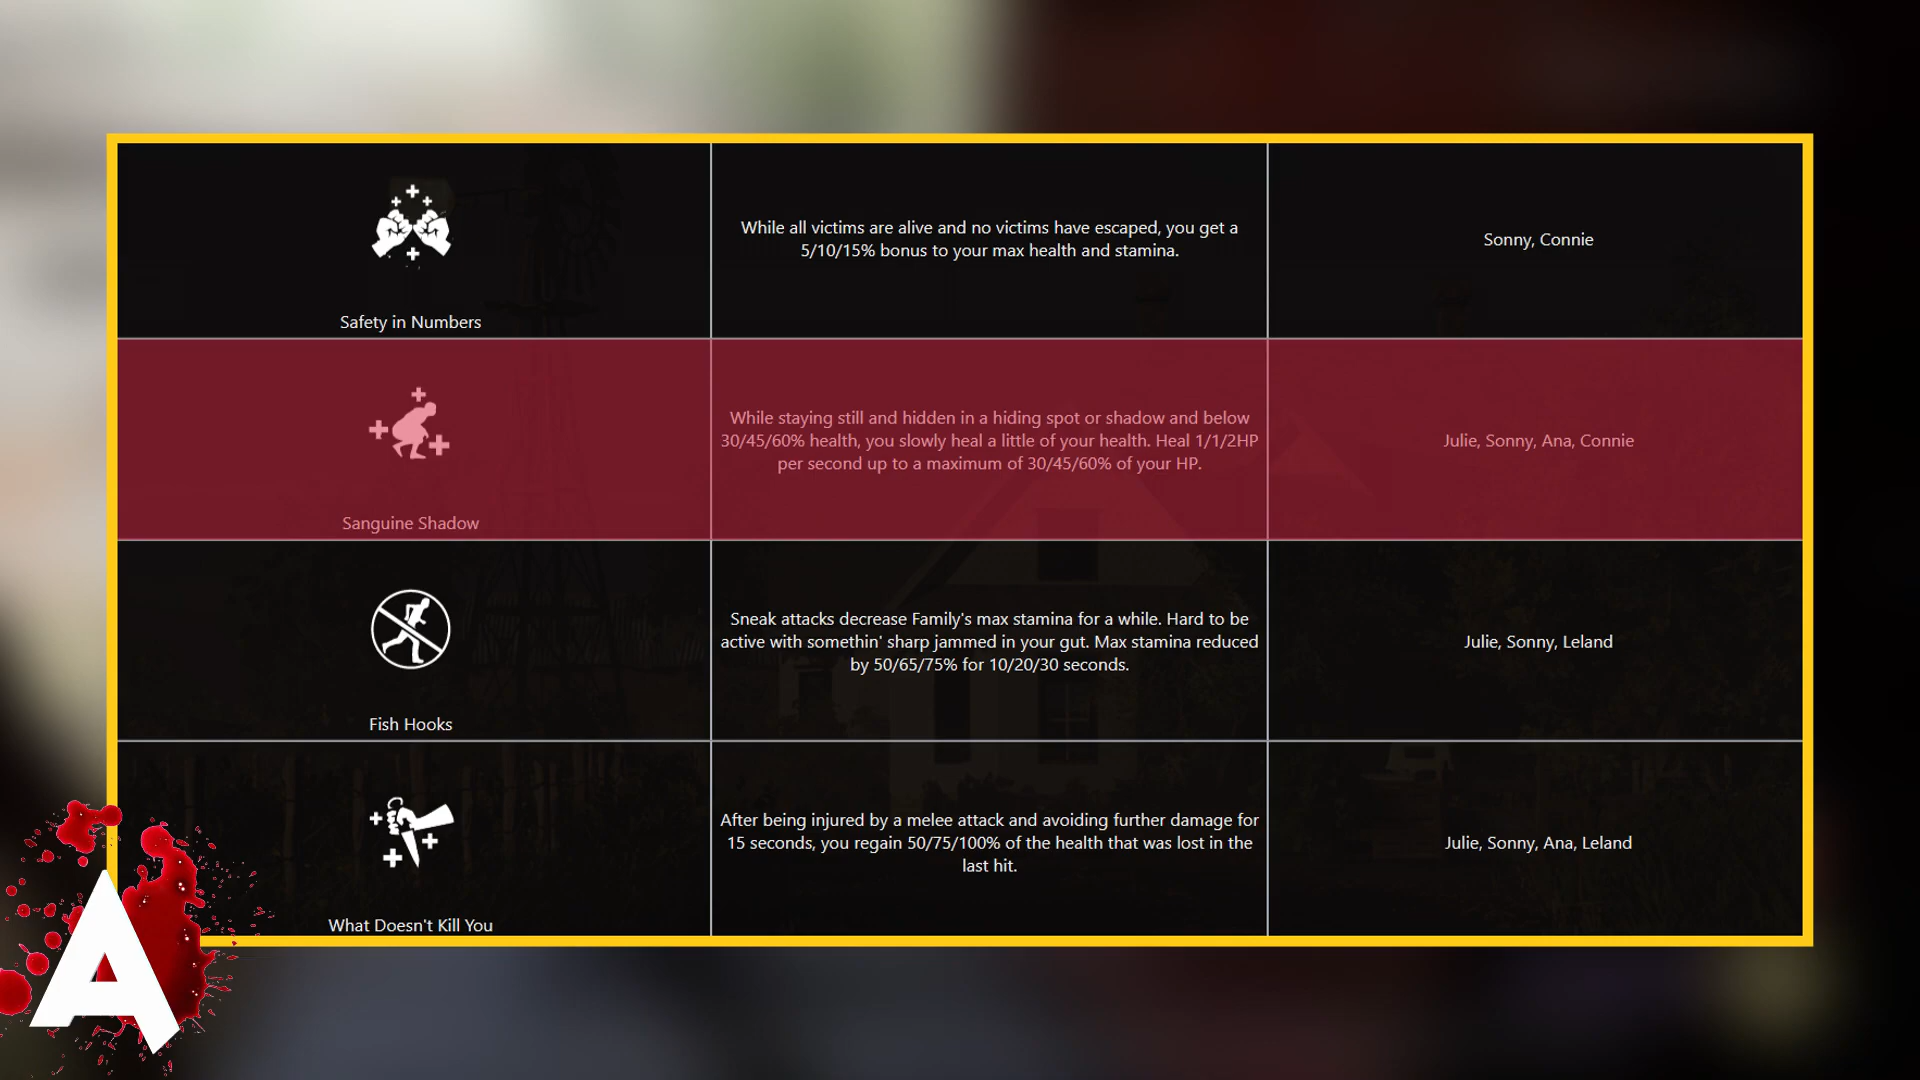 While all victims are alive and no victims have escaped, you get a
5/10/15% bonus to your max health and stamina.
Sonny, Connie
Safety in Numbers
While staying still and hidden in a hiding spot or shadow and below
30/45/60% health, you slowly heal a little of your health. Heal 1/1/2HP
per second up to a maximum of 30/45/60% of your HP.
Julie, Sonny, Ana, Connie
Sanguine Shadow
Sneak attacks decrease Family's max stamina for a while. Hard to be
active with somethin' sharp jammed in your gut. Max stamina reduced
by 50/65/75% for 10/20/30 seconds.
Julie, Sonny, Leland
Fish Hooks
After being injured by a melee attack and avoiding further damage for
15 seconds, you regain 50/75/100% of the health that was lost in the
last hit.
Julie, Sonny, Ana, Leland
What Doesn't Kill You
A